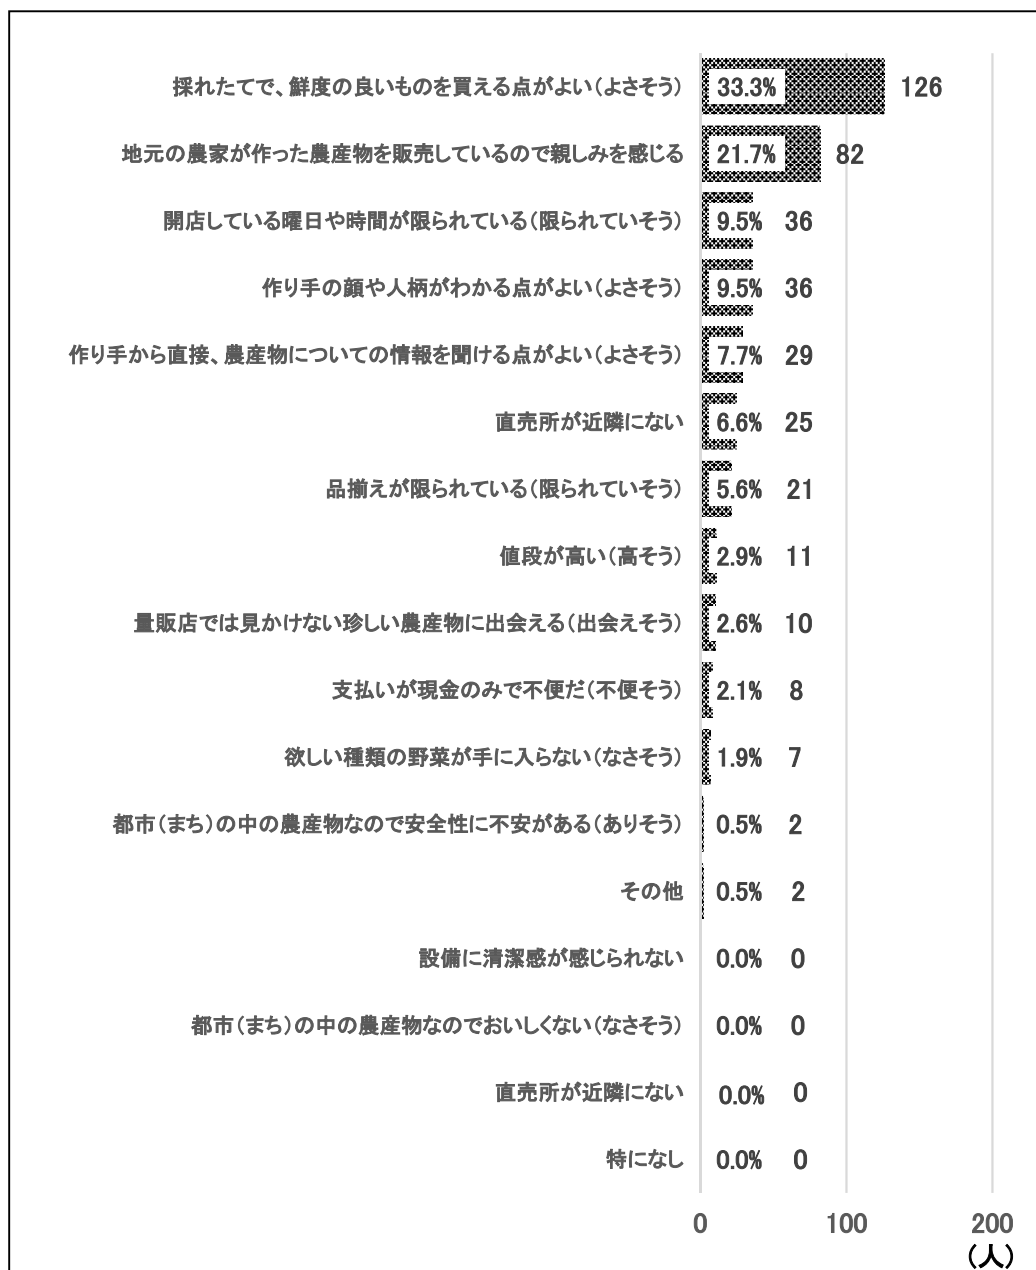 採れたてで、鮮度の良いものを買える点がよい（よさそう） 33.3% 126
地元の農家が作った農産物を販売しているので親しみを感じる 21.7% 82
開店している曜日や時間が限られている（限られていそう） 9.5% 36
作り手の顔や人柄がわかる点がよい（よさそう） 9.5% 36
作り手から直接、農産物についての情報を聞ける点がよい（よさそう） 7.7% 29
直売所が近隣にない 6.6% 25
品揃えが限られている（限られていそう） 5.6% 21
値段が高い（高そう） 2.9% 11
量販店では見かけない珍しい農産物に出会える（出会えそう） 2.6% 10
支払いが現金のみで不便だ（不便そう） 2.1% 8
欲しい種類の野菜が手に入らない（なさそう） 1.9% 7
都市（まち）の中の農産物なので安全性に不安がある（ありそう） 0.5% 2
その他 0.5% 2
設備に清潔感が感じられない 0.0% 0
都市（まち）の中の農産物なのでおいしくない（なさそう） 0.0% 0
直売所が近隣にない 0.0% 0
特になし 0.0% 0
0 100 200
（人）